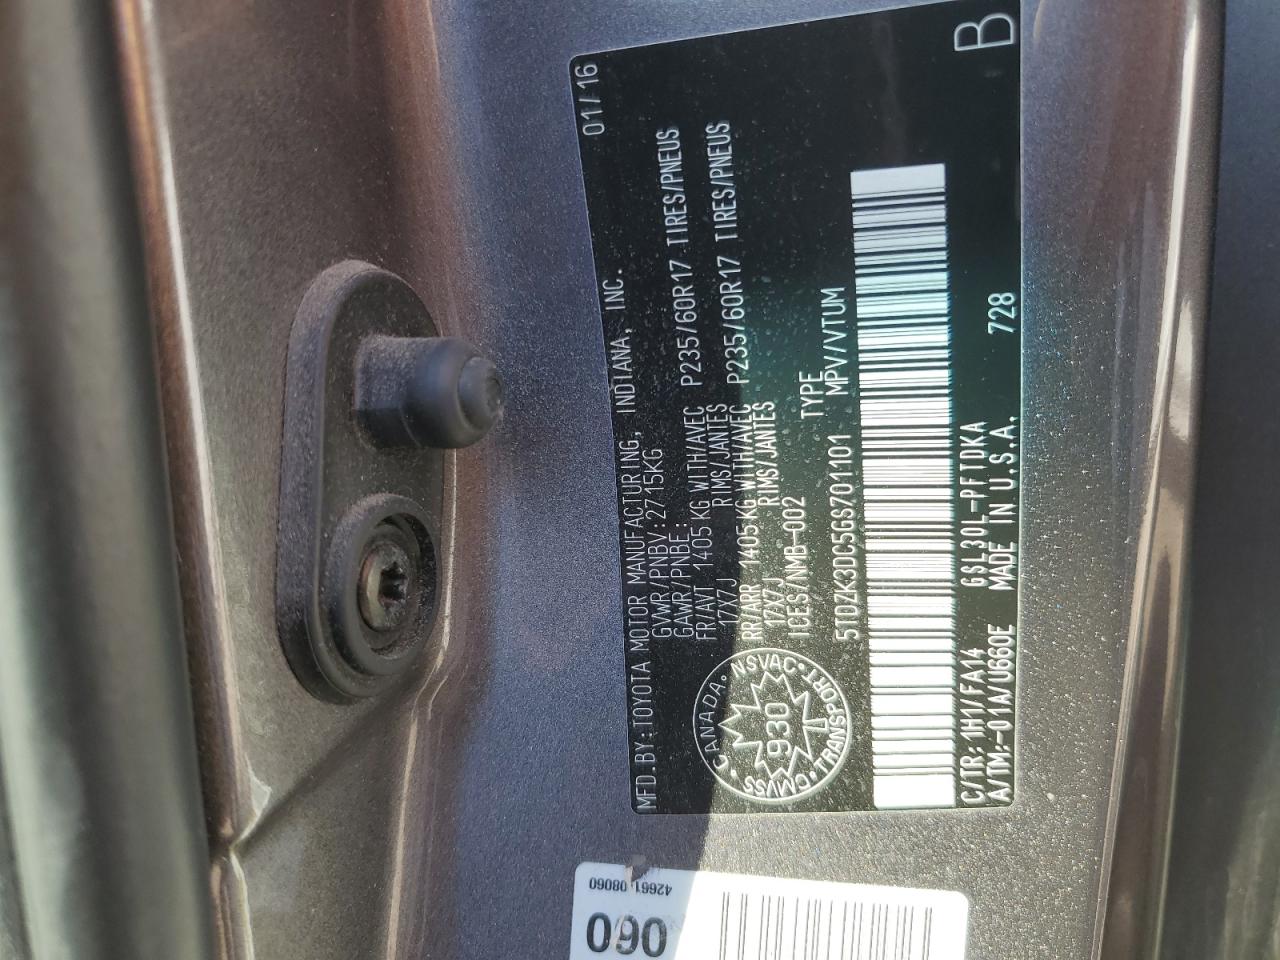 MFD.BY:TOYOTA MOTOR MANUFACTURING, INDIANA, INC. 01/16
GVWR/PNBV:2715KG
GAWR/PNBE:
FR/AVT 1405 KG WITH/AVEC P235/60R17 TIRES/PNEUS
17X7J RIMS/JANTES
RR/ARR 1405 KG WITH/AVEC P235/60R17 TIRES/PNEUS
17X7J RIMS/JANTES
ICES/NMB-002 TYPE
5TDZK3DC5GS701101 MPV/VTUM
CANADA. NSVAC. TRANSPORT. CMVSS
930
C/TR: 1H1/FA14 GSL30L-PFTDKA
A/TM:-01A/U660E MADE IN U.S.A. 728
B
42661 08060
060